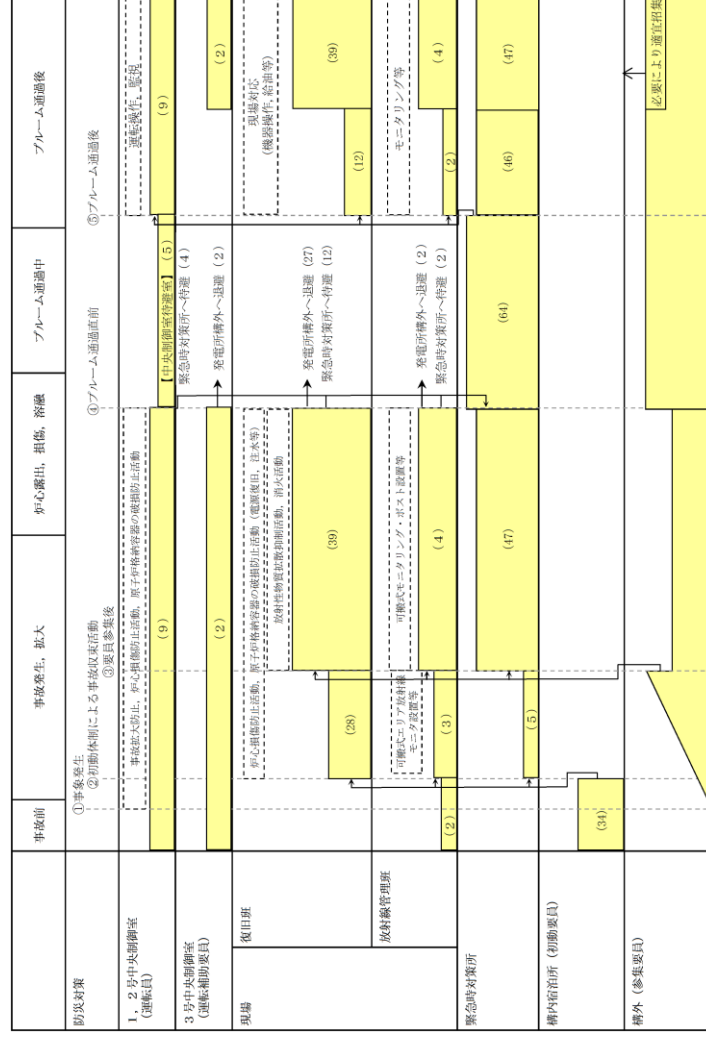 事故前
事故発生，拡大
炉心露出，損傷，溶融
プルーム通過中
プルーム通過後
防災対策
①事象発生
②初動体制による事故収束活動
③要員参集後
④プルーム通過直前
⑤プルーム通過後
1，2号中央制御室
(運転員)
事故拡大防止，炉心損傷防止活動，原子炉格納容器の破損防止活動
運転操作，監視
(9)
【中央制御室待避室】(5)
(9)
緊急時対策所へ待避 (4)
3号中央制御室
(運転補助要員)
(2)
発電所構外へ退避 (2)
(2)
現場
復旧班
炉心損傷防止活動，原子炉格納容器の破損防止活動 (電源復旧，注水等)
放射性物質拡散抑制活動，消火活動
現場対応
(機器操作，給油等)
(28)
(39)
発電所構外へ退避 (27)
緊急時対策所へ待避 (12)
(12)
(39)
放射線管理班
可搬式エリア放射線
モニタ設置等
可搬式モニタリング・ポスト設置等
モニタリング等
(2)
(3)
(4)
発電所構外へ退避 (2)
緊急時対策所へ待避 (2)
(2)
(4)
緊急時対策所
(5)
(47)
(64)
(46)
(47)
構内宿泊所 (初動要員)
(34)
構外 (参集要員)
必要により適宜招集